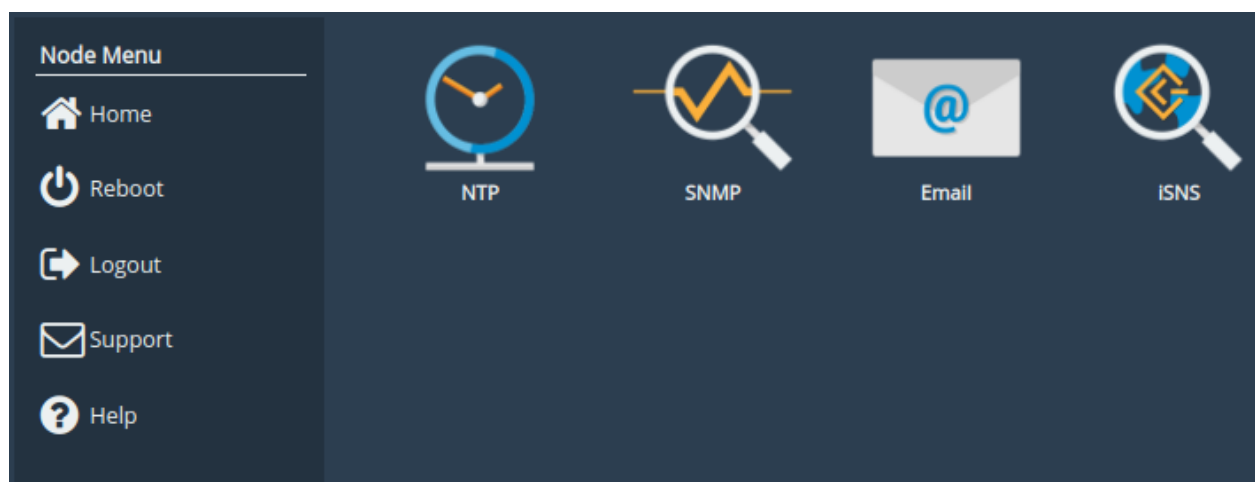 Node Menu
Home
Reboot
Logout
Support
Help
NTP
SNMP
@
Email
iSNS